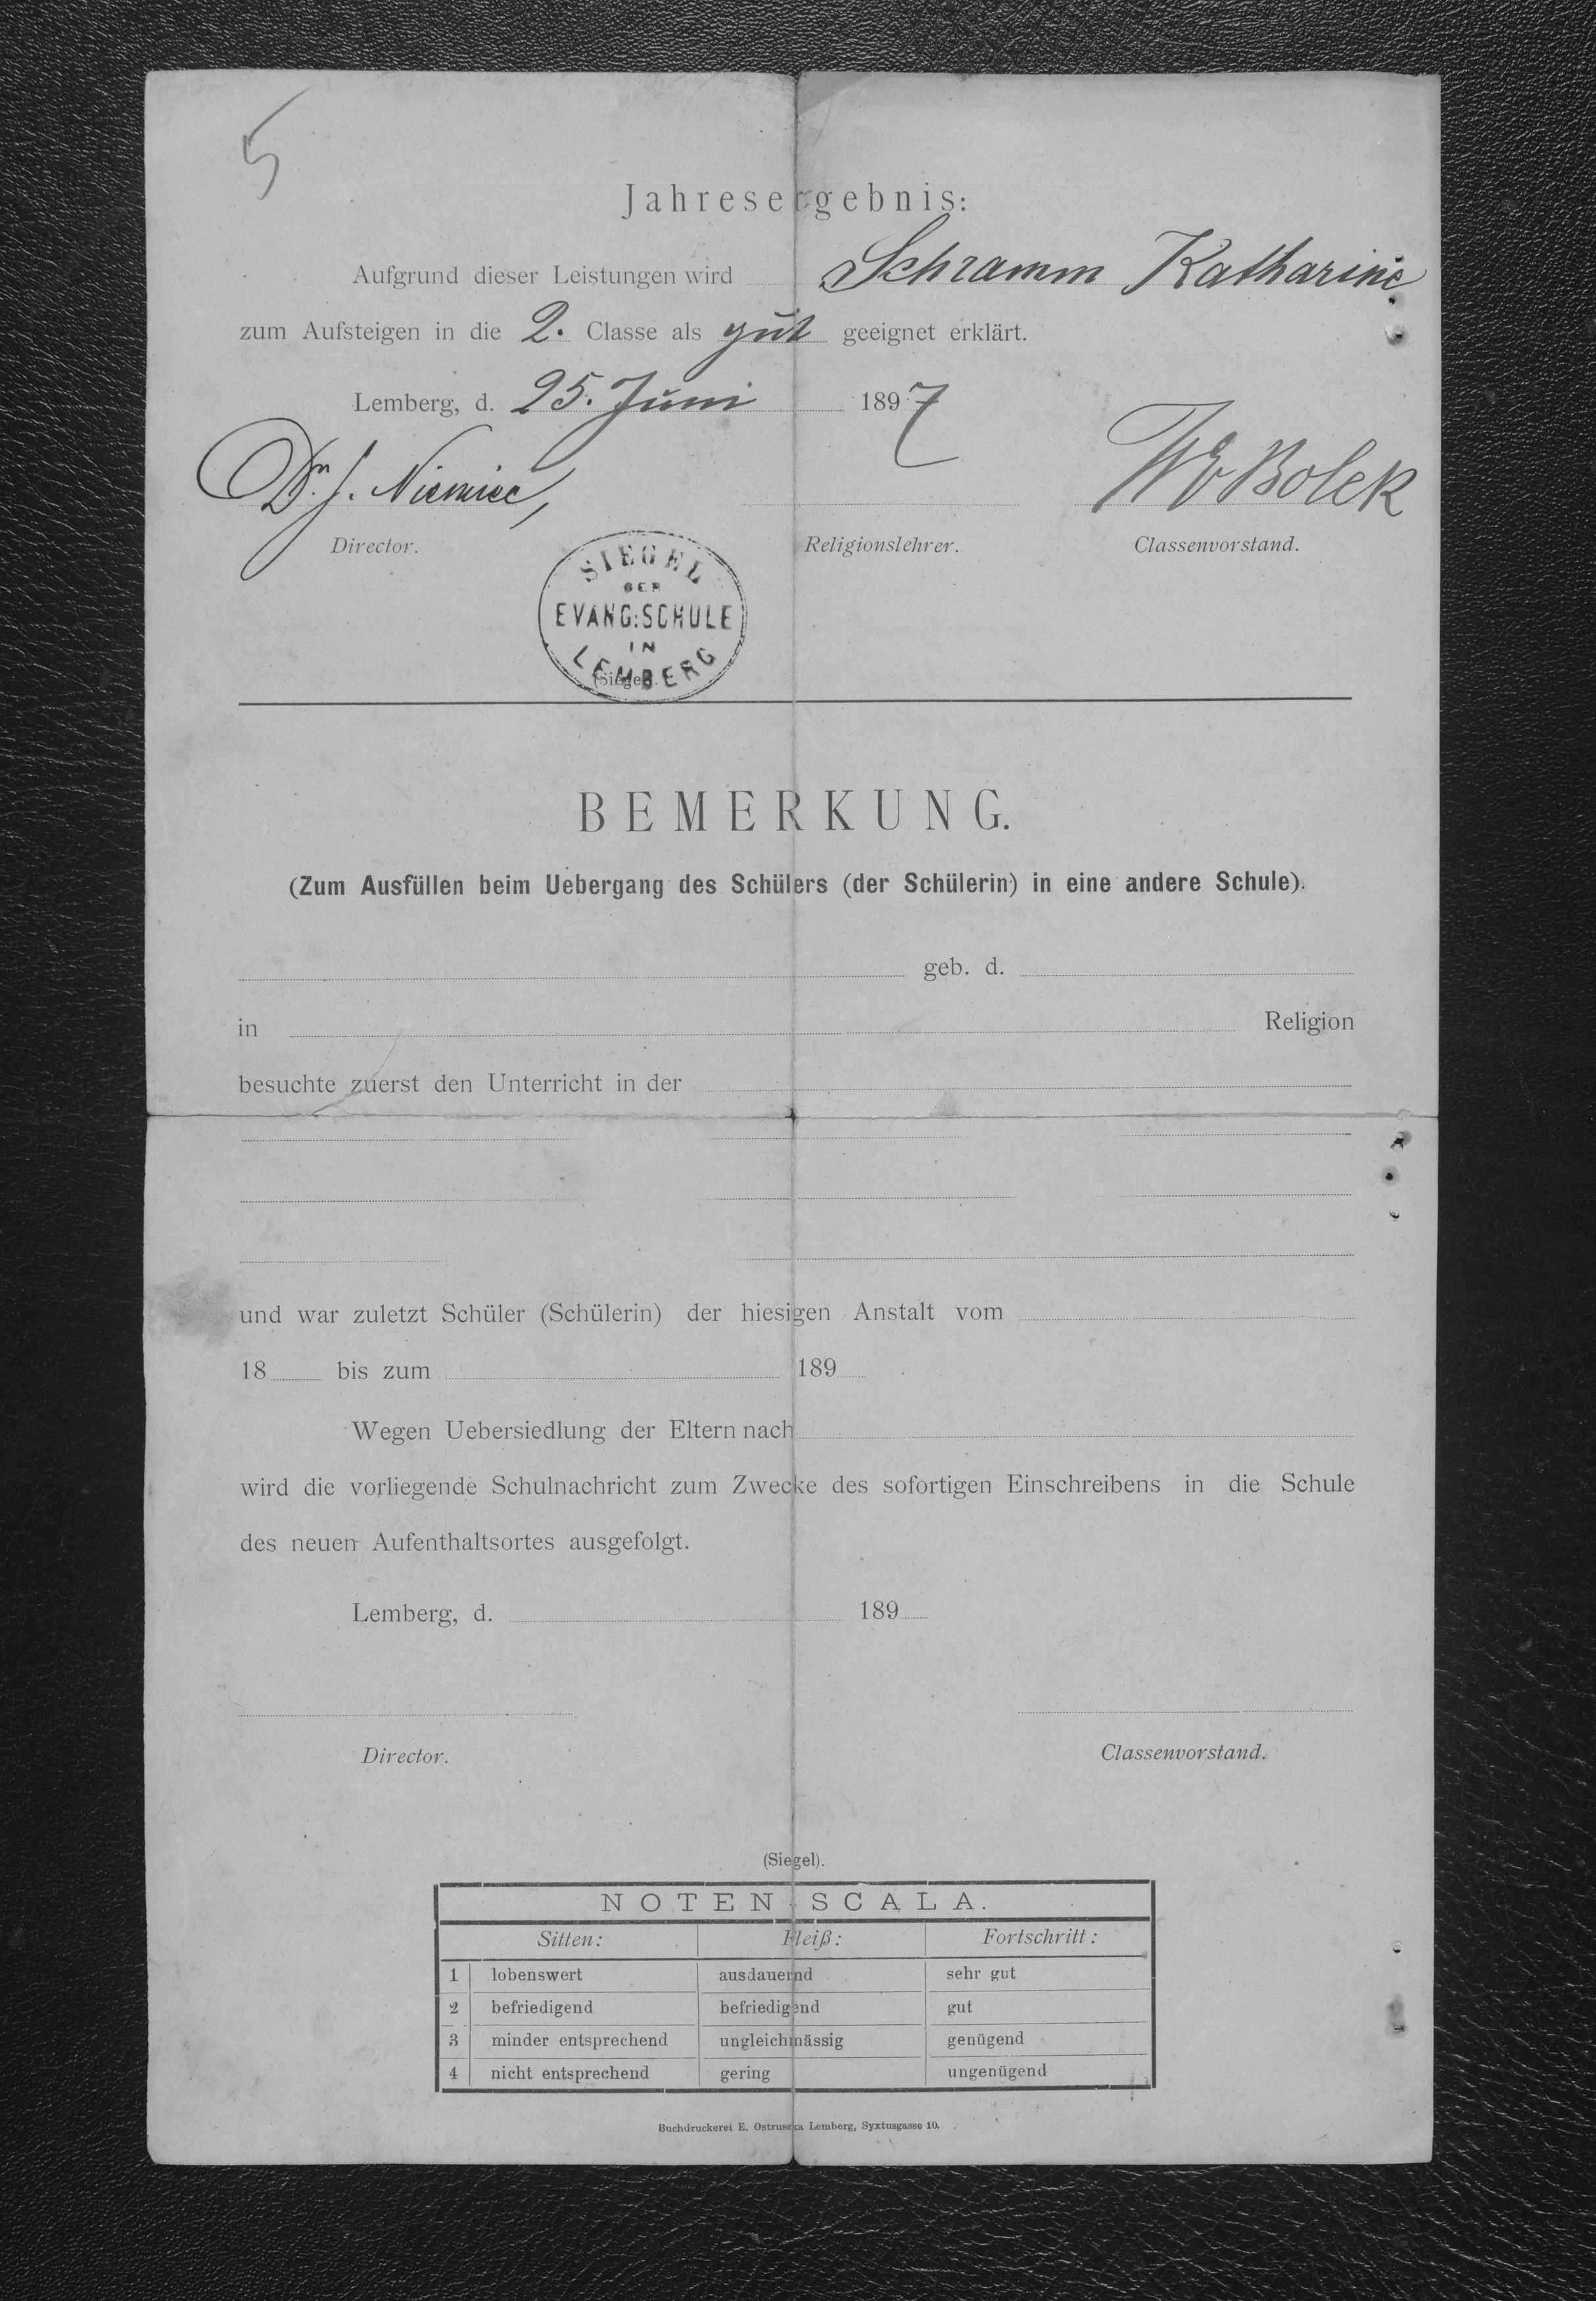 5
Jahresergebnis:
Aufgrund dieser Leistungen wird Schramm Katharine
zum Aufsteigen in die 2. Classe als gut geeignet erklärt.
Lemberg, d. 25. Juni 1897
Dr. J. Niemiec, Bolek
Director. Religionslehrer. Classenvorstand.
SIEGEL
DER
EVANG: SCHULE
IN
LEMBERG
(Siegel).
BEMERKUNG.
(Zum Ausfüllen beim Uebergang des Schülers (der Schülerin) in eine andere Schule).
geb. d.
in Religion
besuchte zuerst den Unterricht in der
und war zuletzt Schüler (Schülerin) der hiesigen Anstalt vom
18 bis zum 189
Wegen Uebersiedlung der Eltern nach
wird die vorliegende Schulnachricht zum Zwecke des sofortigen Einschreibens in die Schule
des neuen Aufenthaltsortes ausgefolgt.
Lemberg, d. 189
Director. Classenvorstand.
(Siegel).
NOTEN-SCALA.
Sitten: Fleiß: Fortschritt:
1 lobenswert ausdauernd sehr gut
2 befriedigend befriedigend gut
3 minder entsprechend ungleichmässig genügend
4 nicht entsprechend gering ungenügend
Buchdruckerei E. Ostruszka Lemberg, Syxtusgasse 10.